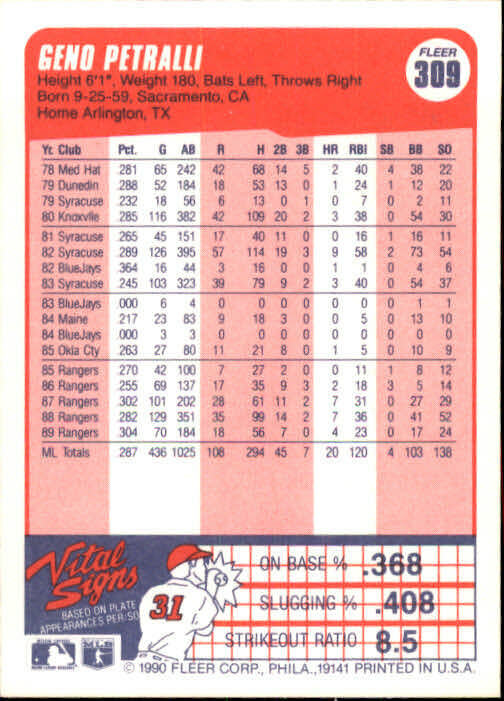 GENO PETRALLI
FLEER
309
Height 6'1", Weight 180, Bats Left, Throws Right
Born 9-25-59, Sacramento, CA
Home Arlington, TX
Yr. Club Pct. G AB R H 2B 3B HR RBI SB BB SO
78 Med Hat .281 65 242 42 68 14 5 2 40 4 38 22
79 Dunedin .288 52 184 18 53 13 0 1 24 1 12 20
79 Syracuse .232 18 56 6 13 0 1 0 7 0 2 11
80 Knoxvlle .285 116 382 42 109 20 2 3 38 0 54 30
81 Syracuse .265 45 151 17 40 11 0 0 16 1 16 11
82 Syracuse .289 126 395 57 114 19 3 9 58 2 73 54
82 BlueJays .364 16 44 3 16 0 0 1 1 0 4 6
83 Syracuse .245 103 323 39 79 9 2 3 40 0 54 37
83 BlueJays .000 6 4 0 0 0 0 0 0 0 1 1
84 Maine .217 23 83 9 18 3 0 0 5 0 13 10
84 BlueJays .000 3 3 0 0 0 0 0 0 0 0 0
85 Okla Cty .263 27 80 11 21 8 0 1 5 0 10 9
85 Rangers .270 42 100 7 27 2 0 0 11 1 8 12
86 Rangers .255 69 137 17 35 9 3 2 18 3 5 14
87 Rangers .302 101 202 28 61 11 2 7 31 0 27 29
88 Rangers .282 129 351 35 99 14 2 7 36 0 41 52
89 Rangers .304 70 184 18 56 7 0 4 23 0 17 24
ML Totals .287 436 1025 108 294 45 7 20 120 4 103 138
Vital Signs
BASED ON PLATE
APPEARANCES PER/SO
31
ON BASE % .368
SLUGGING % .408
STRIKEOUT RATIO 8.5
© 1990 FLEER CORP., PHILA., 19141 PRINTED IN U.S.A.